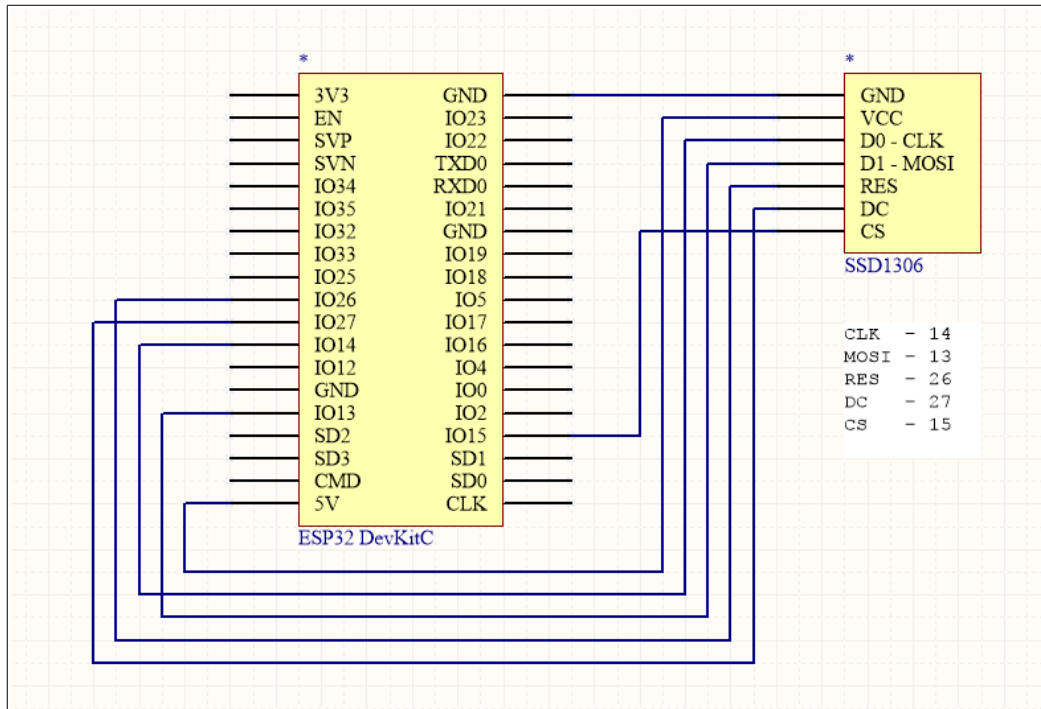 *
3V3 GND
EN IO23
SVP IO22
SVN TXD0
IO34 RXD0
IO35 IO21
IO32 GND
IO33 IO19
IO25 IO18
IO26 IO5
IO27 IO17
IO14 IO16
IO12 IO4
GND IO0
IO13 IO2
SD2 IO15
SD3 SD1
CMD SD0
5V CLK
ESP32 DevKitC
*
GND
VCC
D0 - CLK
D1 - MOSI
RES
DC
CS
SSD1306
CLK - 14
MOSI - 13
RES - 26
DC - 27
CS - 15